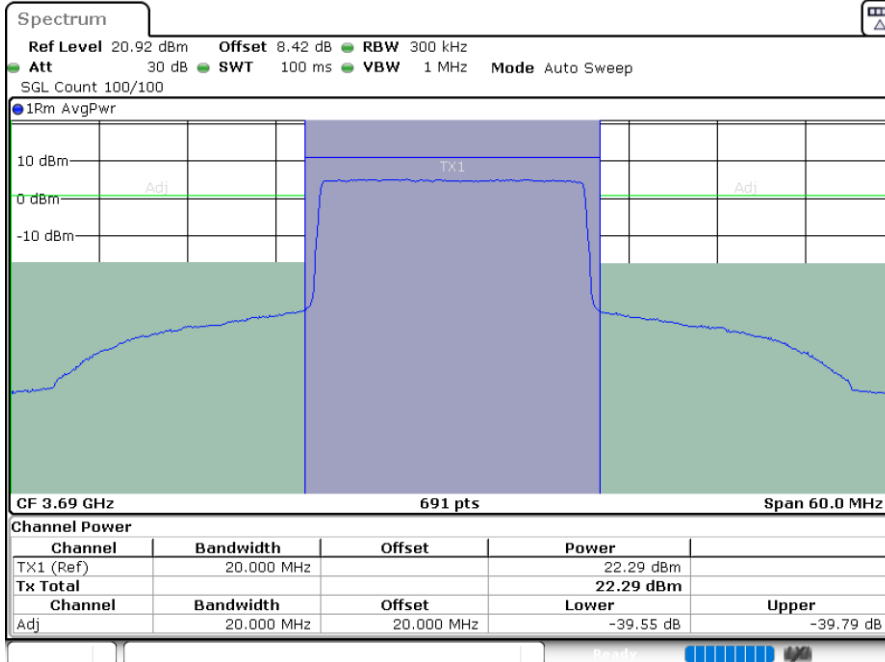 Spectrum
Ref Level 20.92 dBm Offset 8.42 dB RBW 300 kHz
Att 30 dB SWT 100 ms VBW 1 MHz Mode Auto Sweep
SGL Count 100/100
1Rm AvgPwr
10 dBm
TX1
Adj Adj
0 dBm
-10 dBm
CF 3.69 GHz 691 pts Span 60.0 MHz
Channel Power
Channel Bandwidth Offset Power
TX1 (Ref) 20.000 MHz 22.29 dBm
Tx Total 22.29 dBm
Channel Bandwidth Offset Lower Upper
Adj 20.000 MHz 20.000 MHz -39.55 dB -39.79 dB
Ready